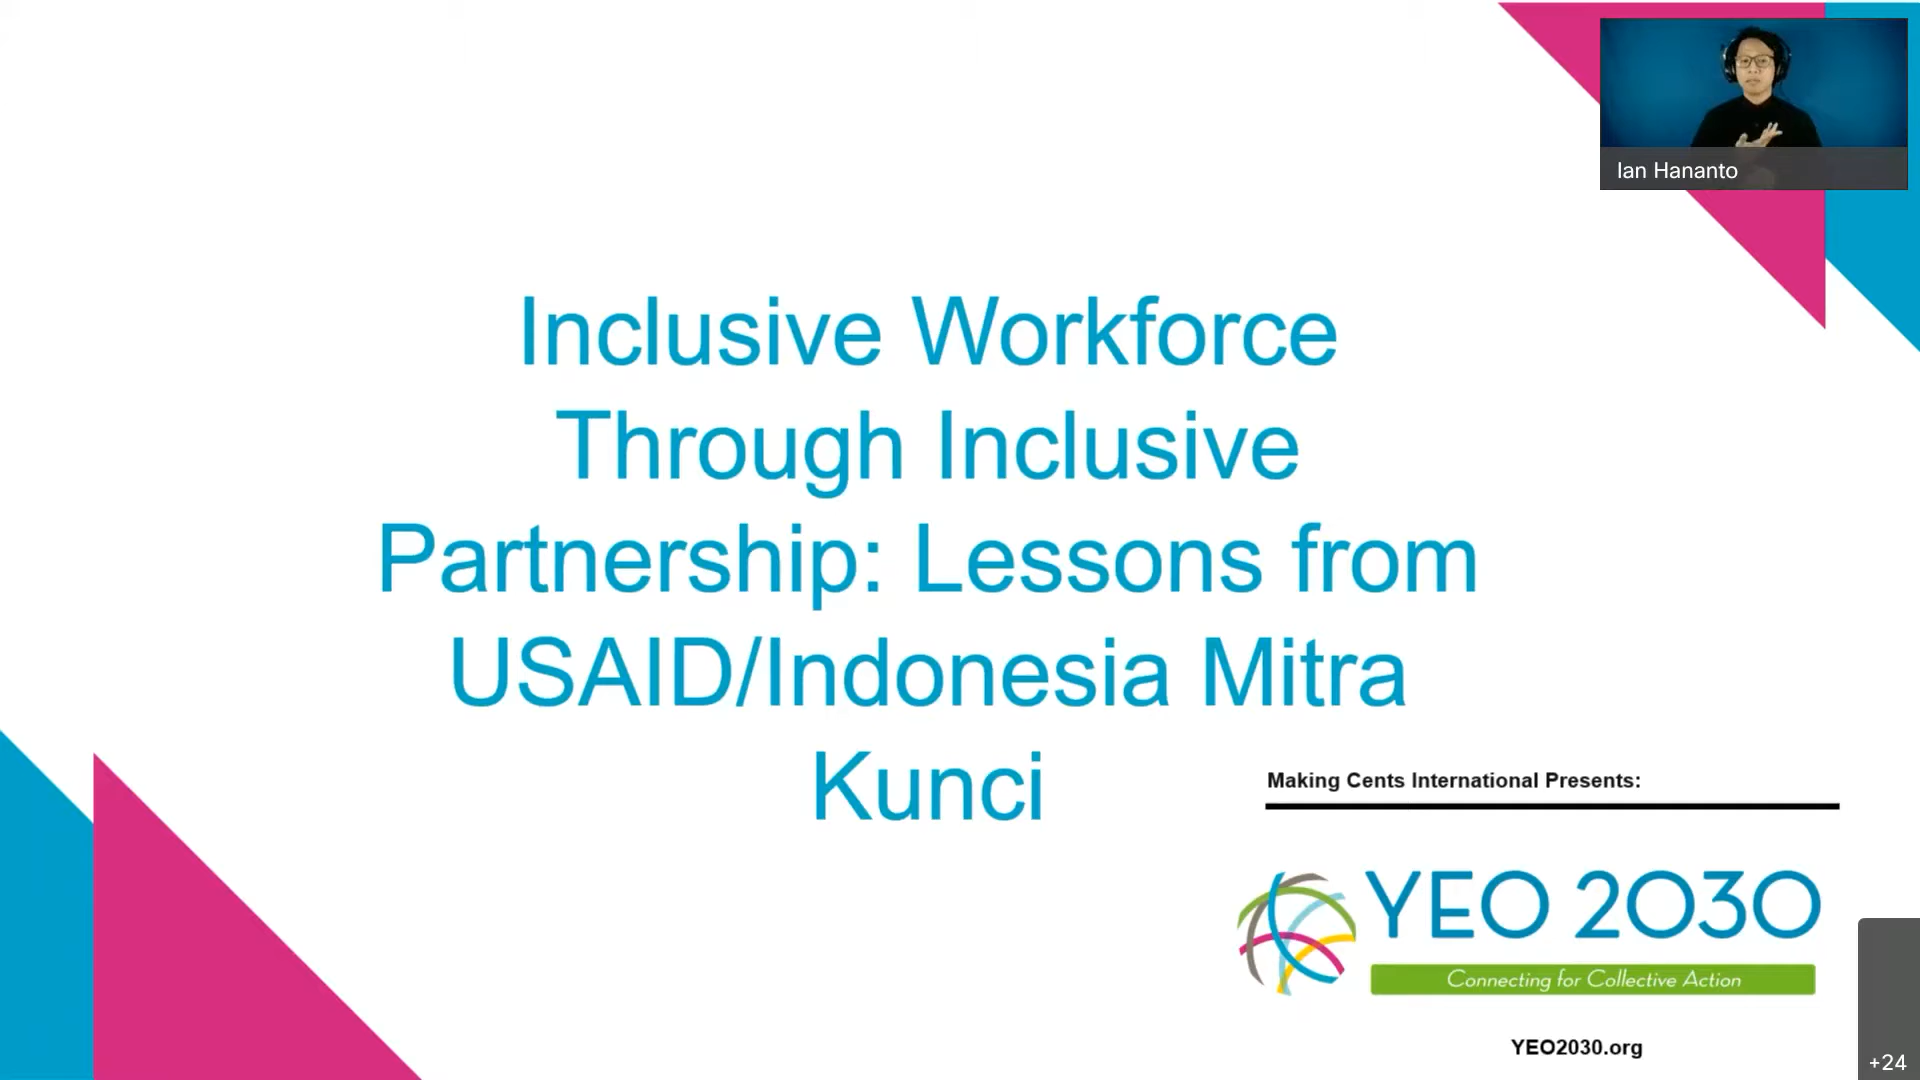 Ian Hananto
Inclusive Workforce
Through Inclusive
Partnership: Lessons from
USAID/Indonesia Mitra
Kunci
Making Cents International Presents:
YEO 2030
Connecting for Collective Action
YEO2030.org
+24